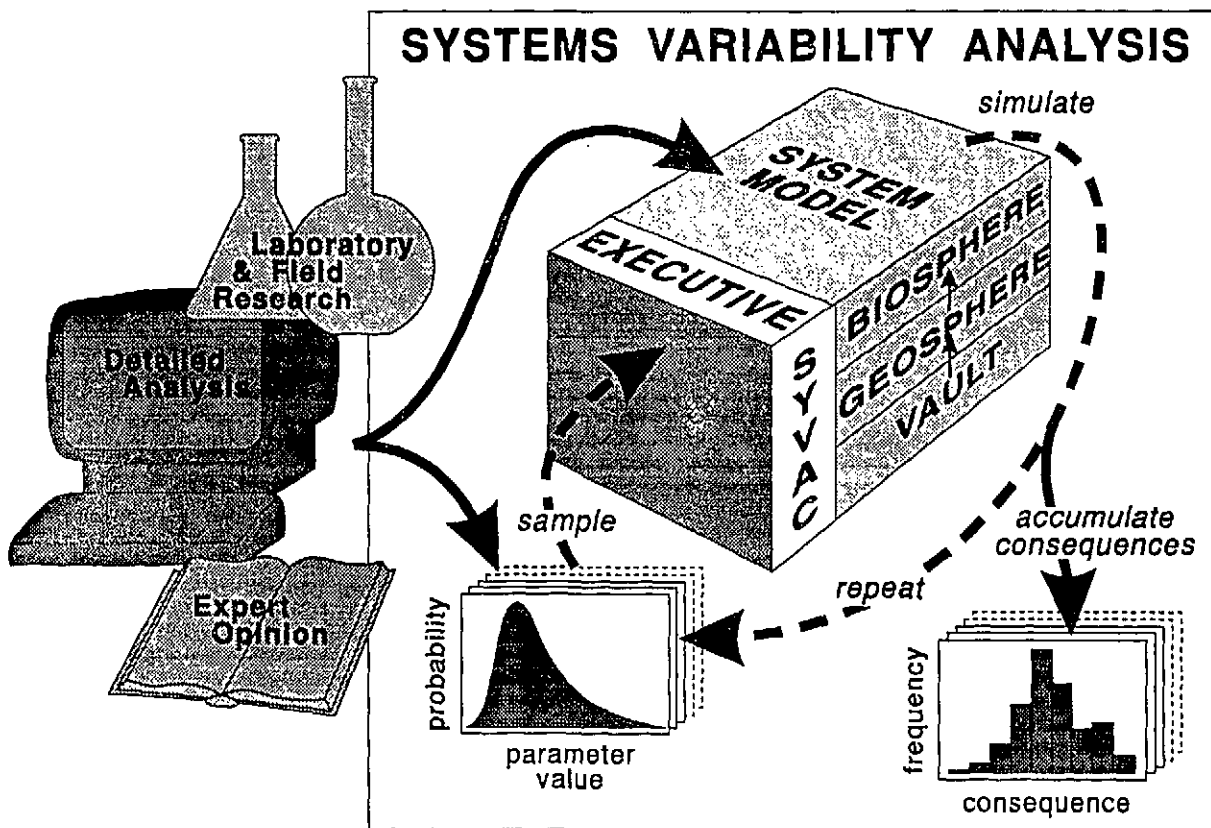 SYSTEMS VARIABILITY ANALYSIS
simulate
SYSTEM
MODEL
Laboratory
& Field
Research
EXECUTIVE
BIOSPHERE
GEOSPHERE
VAULT
SYVAC
Detailed
Analysis
sample
accumulate
consequences
repeat
Expert
Opinion
probability
parameter
value
frequency
consequence